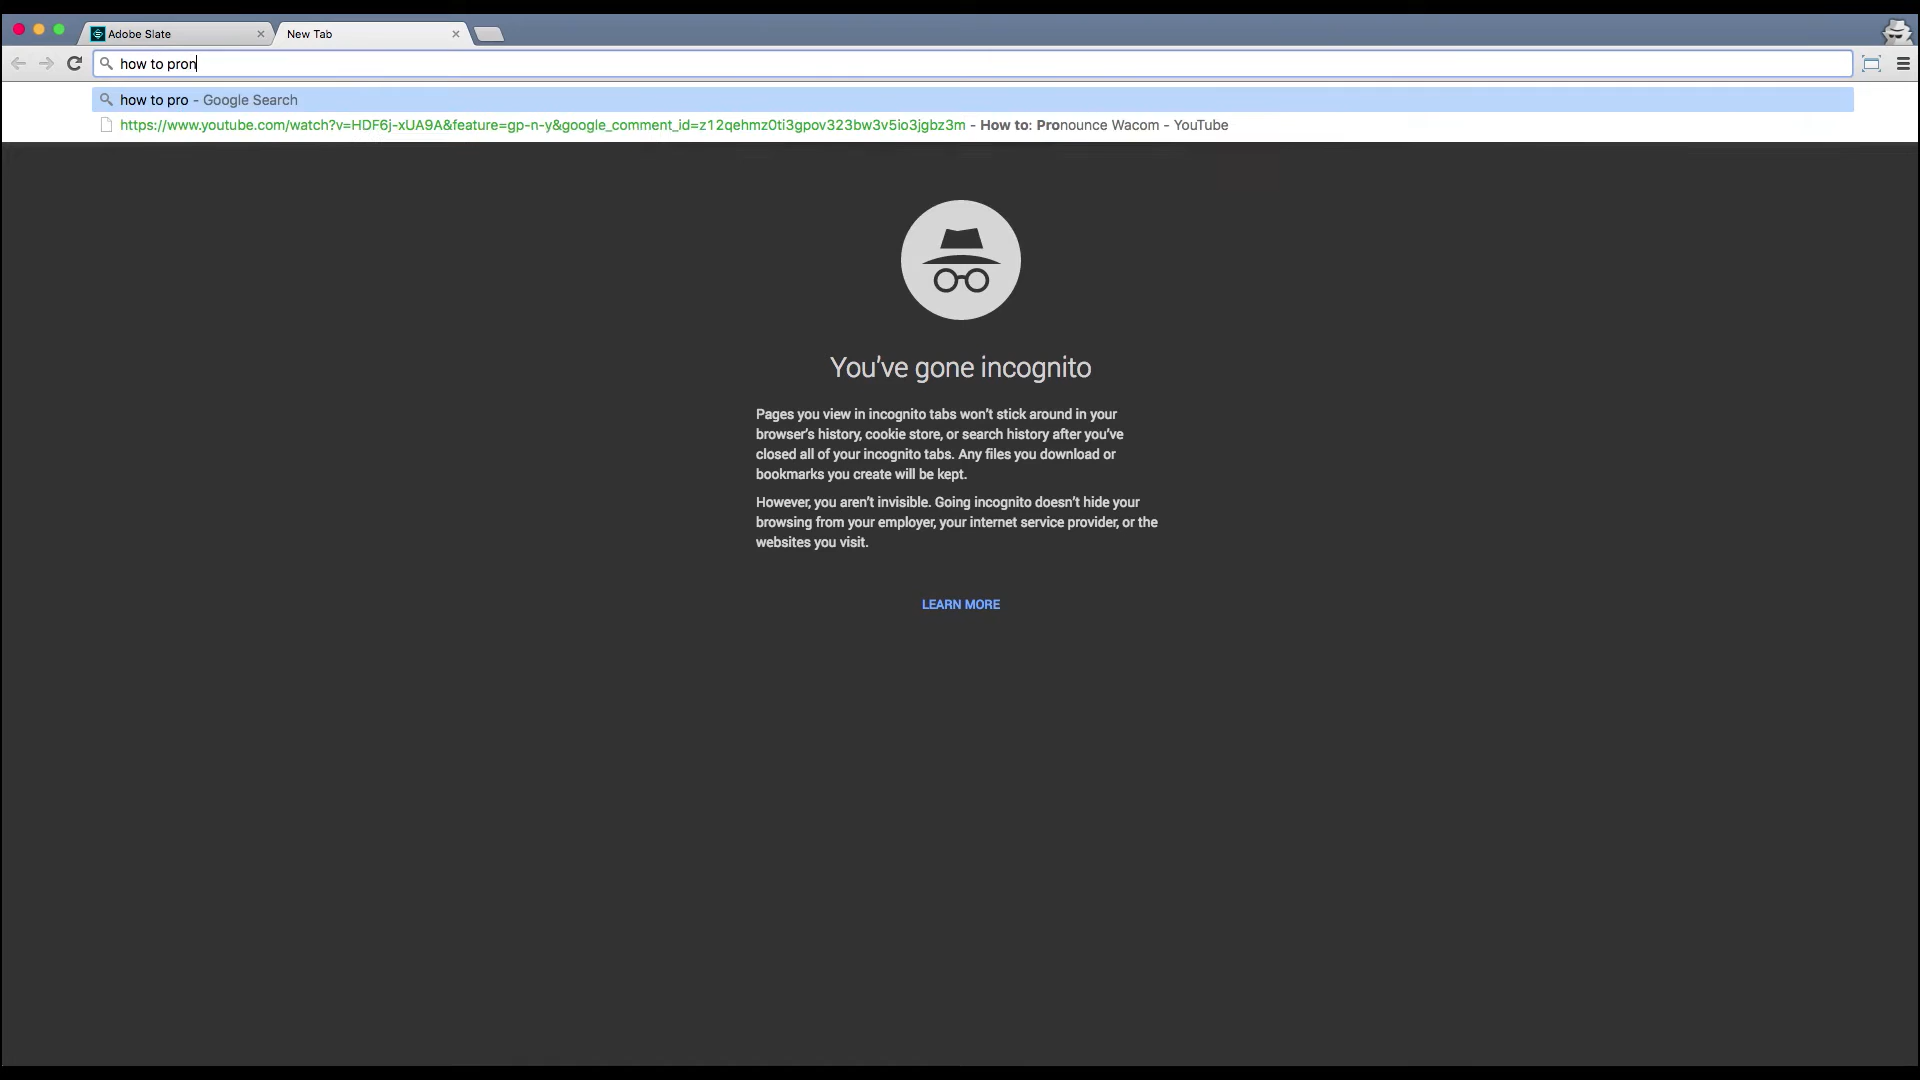 Adobe Slate
New Tab
how to pron
how to pro - Google Search
https://www.youtube.com/watch?v=HDF6j-xUA9A&feature=gp-n-y&google_comment_id=z12qehmz0ti3gpov323bw3v5io3jgbz3m - How to: Pronounce Wacom - YouTube
You've gone incognito
Pages you view in incognito tabs won't stick around in your
browser's history, cookie store, or search history after you've
closed all of your incognito tabs. Any files you download or
bookmarks you create will be kept.
However, you aren't invisible. Going incognito doesn't hide your
browsing from your employer, your internet service provider, or the
websites you visit.
LEARN MORE